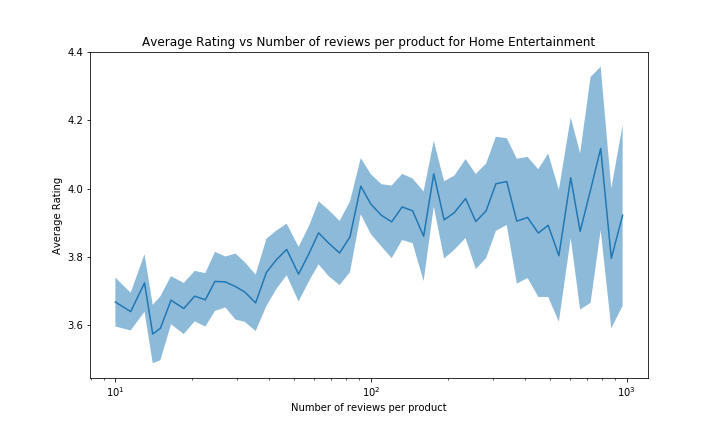 Average Rating vs Number of reviews per product for Home Entertainment
4.4
4.2
4.0
3.8
3.6
Average Rating
10¹
10²
10³
Number of reviews per product